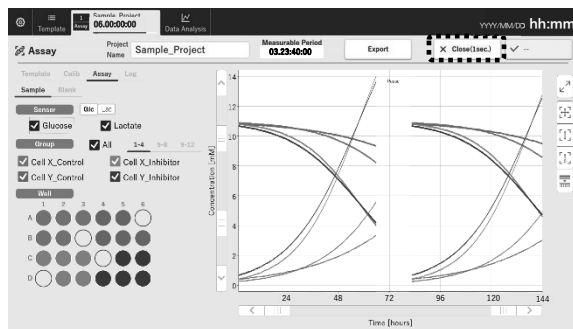 Template
1
Assay
Sample_Project
06.00:00:00
Data Analysis
YYYY/MM/DD hh:mm
Assay
Project
Name
Sample_Project
Measurable Period
03.23:40:00
Export
× Close(1sec.)
--
Template Calib Assay Log
Sample Blank
Sensor
Glc
Lac
Glucose
Lactate
Group
All
1-4 5-8 9-12
Cell X_Control
Cell X_Inhibitor
Cell Y_Control
Cell Y_Inhibitor
Well
1 2 3 4 5 6
A
B
C
D
Concentration [mM]
14
12
10
8
6
4
2
0
Pause
24 48 72 96 120 144
Time [hours]